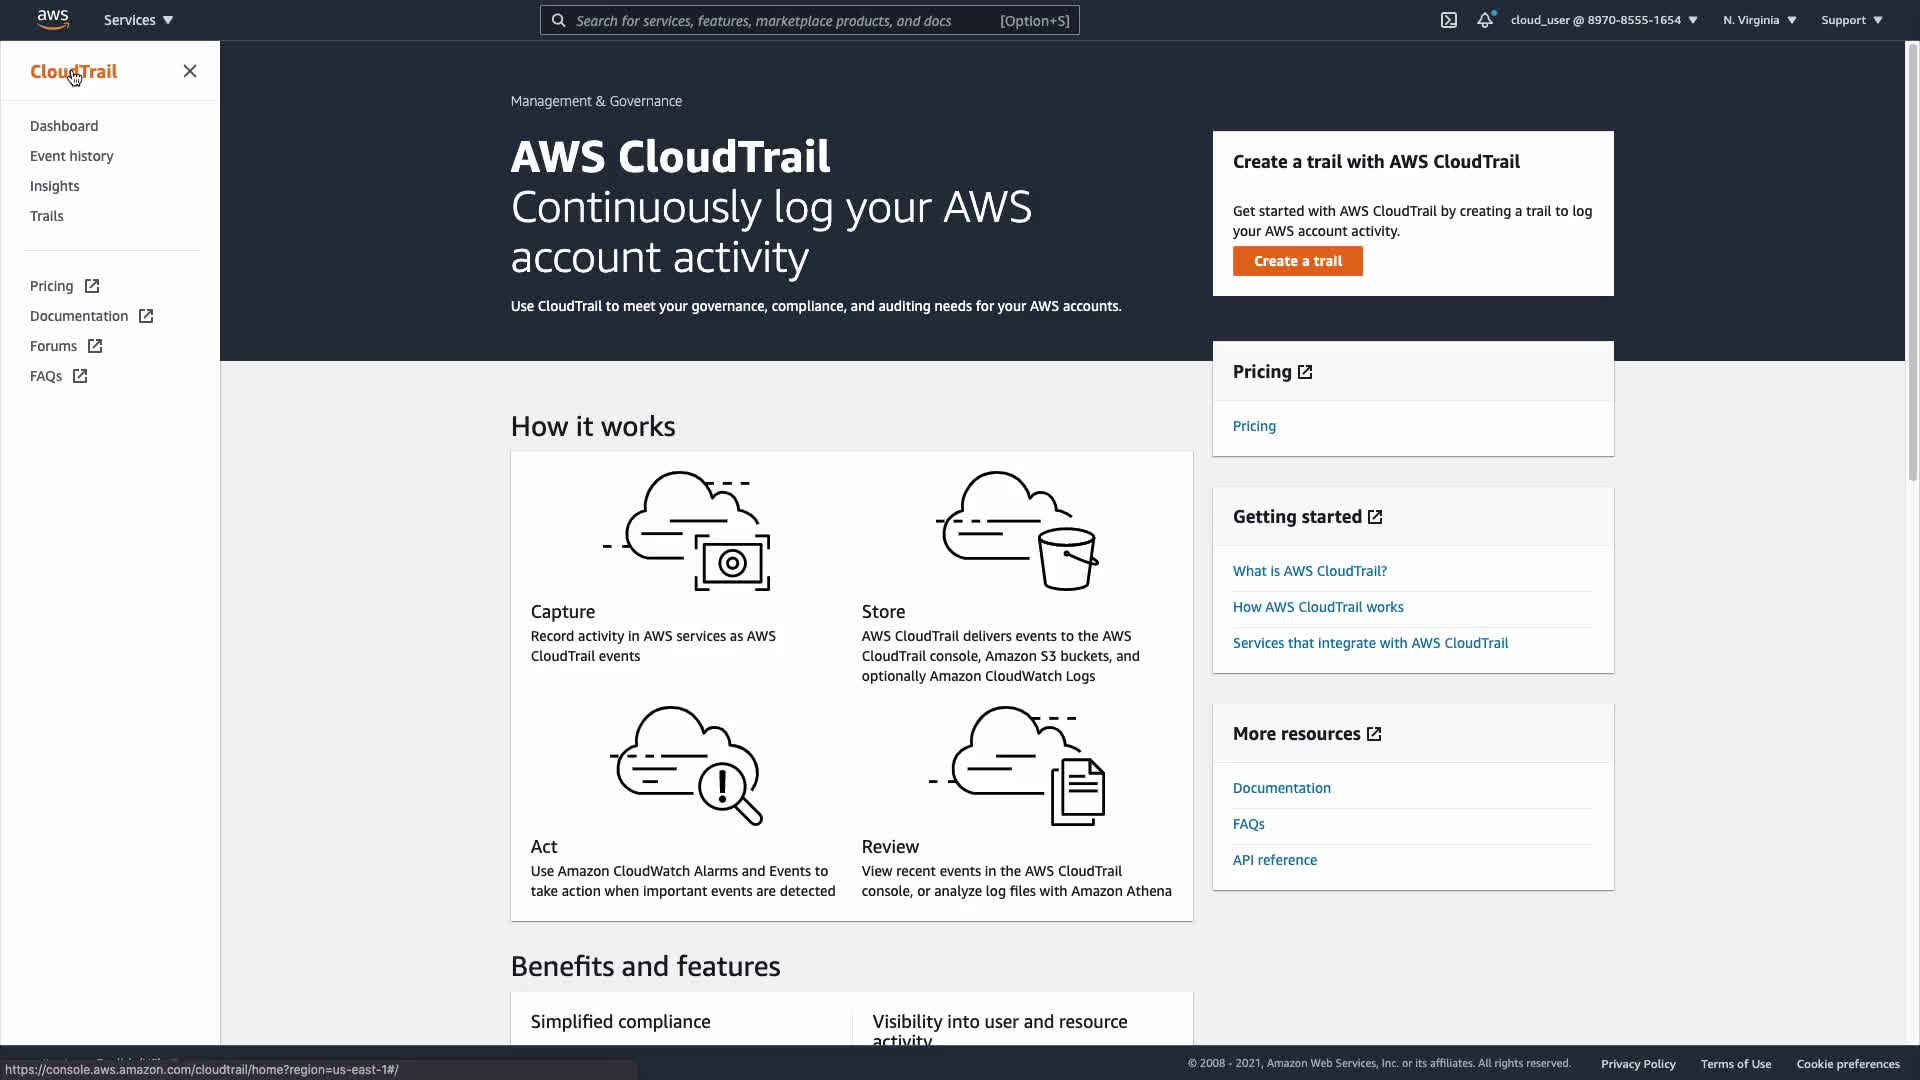 aws
Services
Search for services, features, marketplace products, and docs
[Option+S]
cloud_user @ 8970-8555-1654
N. Virginia
Support
CloudTrail
Dashboard
Event history
Insights
Trails
Pricing
Documentation
Forums
FAQs
Management & Governance
AWS CloudTrail
Continuously log your AWS
account activity
Use CloudTrail to meet your governance, compliance, and auditing needs for your AWS accounts.
Create a trail with AWS CloudTrail
Get started with AWS CloudTrail by creating a trail to log
your AWS account activity.
Create a trail
How it works
Capture
Record activity in AWS services as AWS
CloudTrail events
Store
AWS CloudTrail delivers events to the AWS
CloudTrail console, Amazon S3 buckets, and
optionally Amazon CloudWatch Logs
Act
Use Amazon CloudWatch Alarms and Events to
take action when important events are detected
Review
View recent events in the AWS CloudTrail
console, or analyze log files with Amazon Athena
Pricing
Pricing
Getting started
What is AWS CloudTrail?
How AWS CloudTrail works
Services that integrate with AWS CloudTrail
More resources
Documentation
FAQs
API reference
Benefits and features
Simplified compliance
Visibility into user and resource
activity
https://console.aws.amazon.com/cloudtrail/home?region=us-east-1#/
© 2008 - 2021, Amazon Web Services, Inc. or its affiliates. All rights reserved.
Privacy Policy
Terms of Use
Cookie preferences